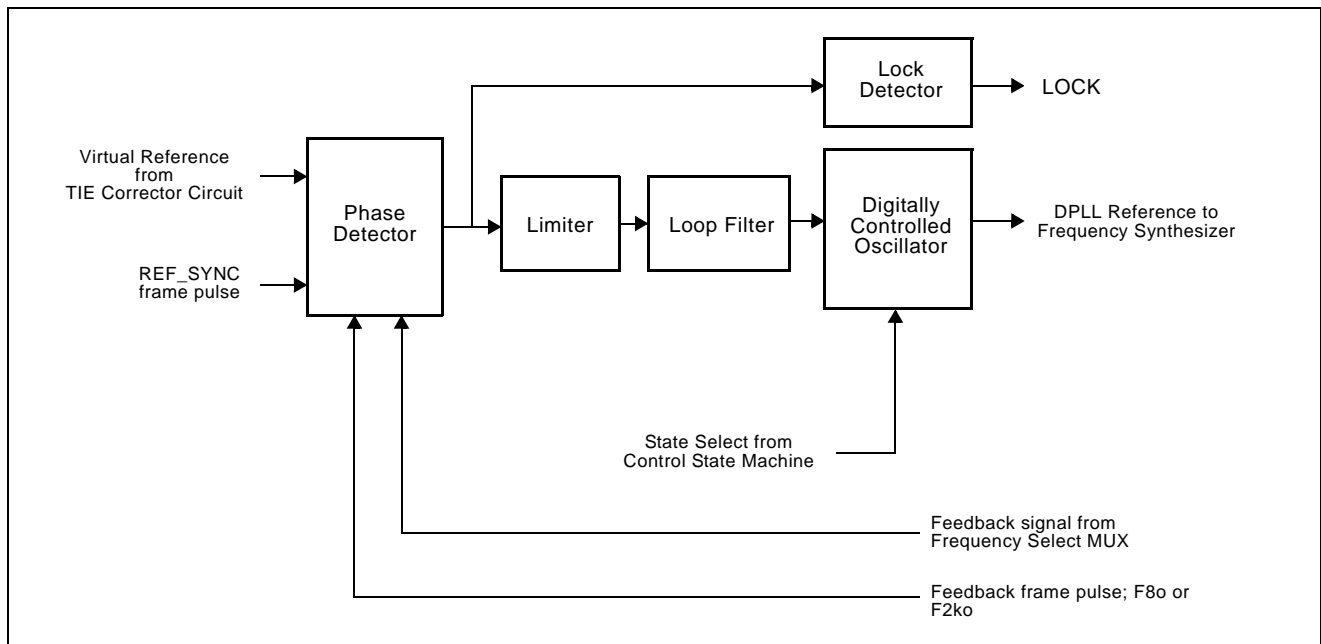 Lock
Detector
LOCK
Virtual Reference
from
TIE Corrector Circuit
Phase
Detector
Limiter
Loop Filter
Digitally
Controlled
Oscillator
DPLL Reference to
Frequency Synthesizer
REF_SYNC
frame pulse
State Select from
Control State Machine
Feedback signal from
Frequency Select MUX
Feedback frame pulse; F8o or
F2ko